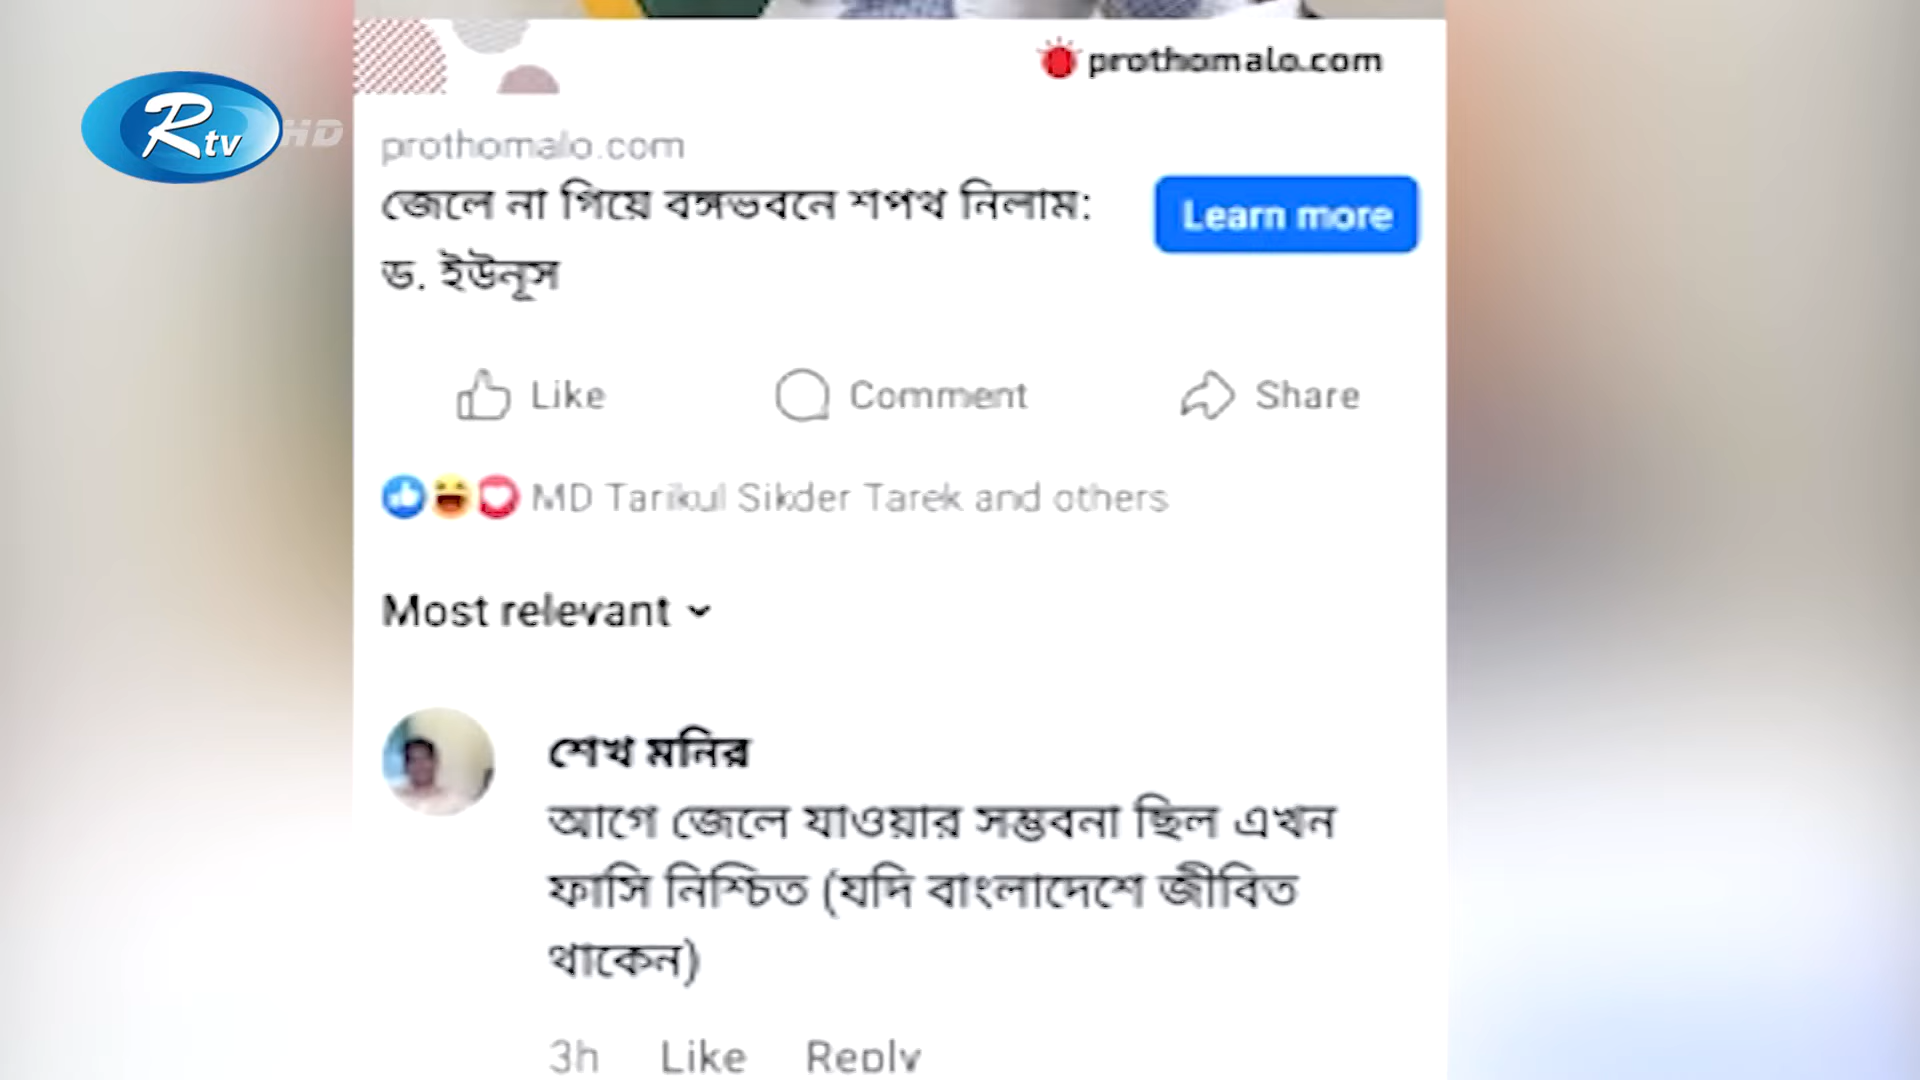 Rtv HD
prothomalo.com
prothomalo.com
জেলে না গিয়ে বঙ্গভবনে শপথ নিলাম:
ড. ইউনূস
Learn more
Like
Comment
Share
MD Tarikul Sikder Tarek and others
Most relevant
শেখ মনির
আগে জেলে যাওয়ার সম্ভবনা ছিল এখন
ফাসি নিশ্চিত (যদি বাংলাদেশে জীবিত
থাকেন)
3h Like Reply